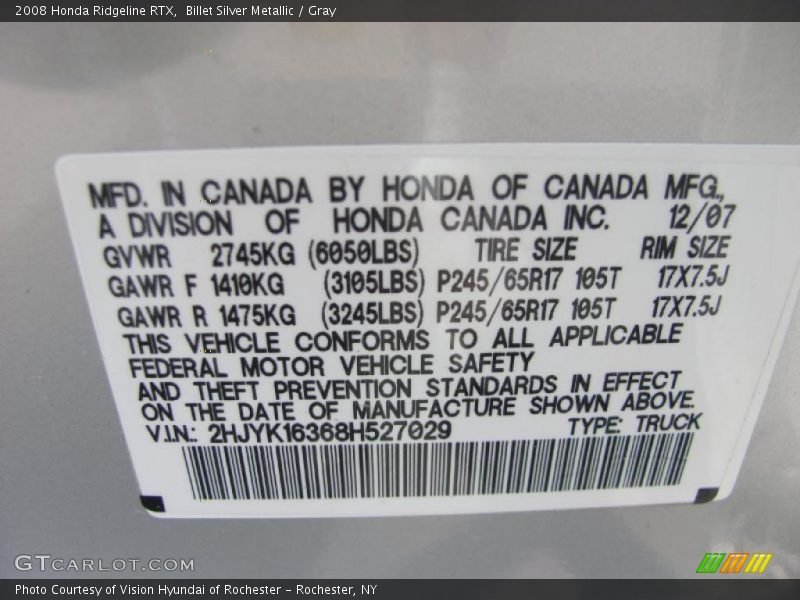 2008 Honda Ridgeline RTX,  Billet Silver Metallic / Gray
MFD. IN CANADA BY HONDA OF CANADA MFG.,
A DIVISION OF HONDA CANADA INC. 12/07
GVWR 2745KG (6050LBS) TIRE SIZE RIM SIZE
GAWR F 1410KG (3105LBS) P245/65R17 105T 17X7.5J
GAWR R 1475KG (3245LBS) P245/65R17 105T 17X7.5J
THIS VEHICLE CONFORMS TO ALL APPLICABLE
FEDERAL MOTOR VEHICLE SAFETY
AND THEFT PREVENTION STANDARDS IN EFFECT
ON THE DATE OF MANUFACTURE SHOWN ABOVE.
V.I.N.: 2HJYK16368H527029 TYPE: TRUCK
GTCARLOT.COM
Photo Courtesy of Vision Hyundai of Rochester – Rochester, NY